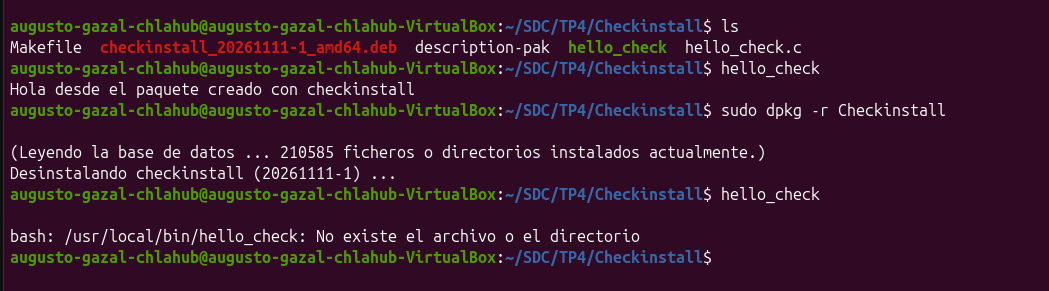 augusto-gazal-chlahub@augusto-gazal-chlahub-VirtualBox:~/SDC/TP4/Checkinstall$ ls
Makefile  checkinstall_20261111-1_amd64.deb  description-pak  hello_check  hello_check.c
augusto-gazal-chlahub@augusto-gazal-chlahub-VirtualBox:~/SDC/TP4/Checkinstall$ hello_check
Hola desde el paquete creado con checkinstall
augusto-gazal-chlahub@augusto-gazal-chlahub-VirtualBox:~/SDC/TP4/Checkinstall$ sudo dpkg -r Checkinstall
(Leyendo la base de datos ... 210585 ficheros o directorios instalados actualmente.)
Desinstalando checkinstall (20261111-1) ...
augusto-gazal-chlahub@augusto-gazal-chlahub-VirtualBox:~/SDC/TP4/Checkinstall$ hello_check
bash: /usr/local/bin/hello_check: No existe el archivo o el directorio
augusto-gazal-chlahub@augusto-gazal-chlahub-VirtualBox:~/SDC/TP4/Checkinstall$